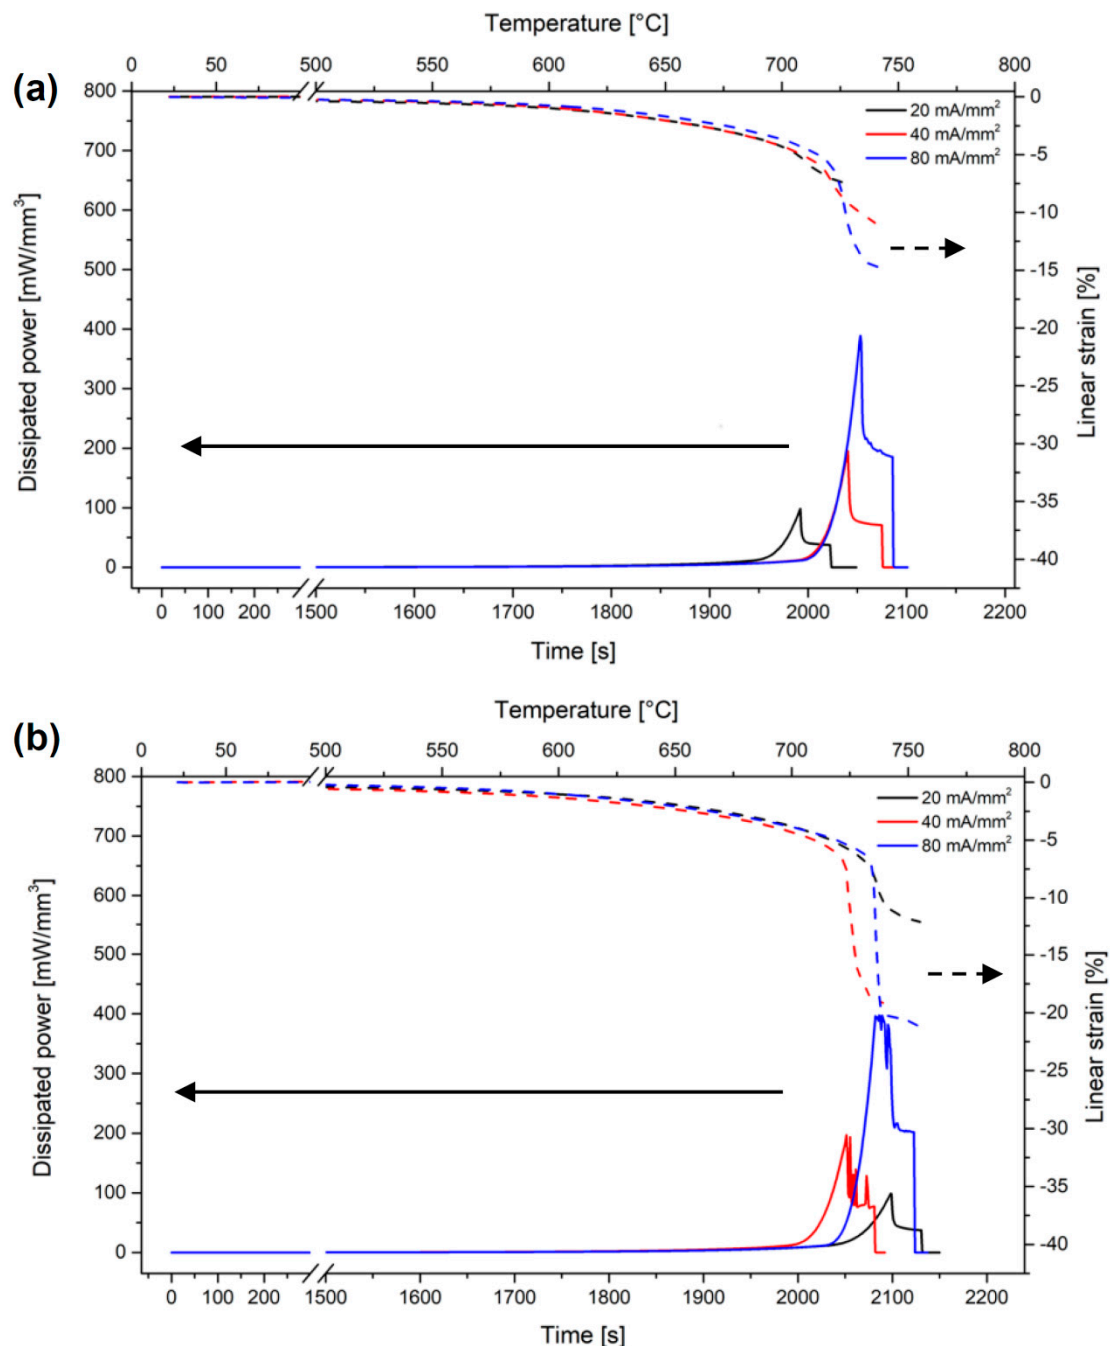 Temperature [°C]
(a)
0 50 500 550 600 650 700 750 800
800 700 600 500 400 300 200 100 0
Dissipated power [mW/mm³]
20 mA/mm²
40 mA/mm²
80 mA/mm²
0 -5 -10 -15 -20 -25 -30 -35 -40
Linear strain [%]
0 100 200 1500 1600 1700 1800 1900 2000 2100 2200
Time [s]
Temperature [°C]
(b)
0 50 500 550 600 650 700 750 800
800 700 600 500 400 300 200 100 0
Dissipated power [mW/mm³]
20 mA/mm²
40 mA/mm²
80 mA/mm²
0 -5 -10 -15 -20 -25 -30 -35 -40
Linear strain [%]
0 100 200 1500 1600 1700 1800 1900 2000 2100 2200
Time [s]